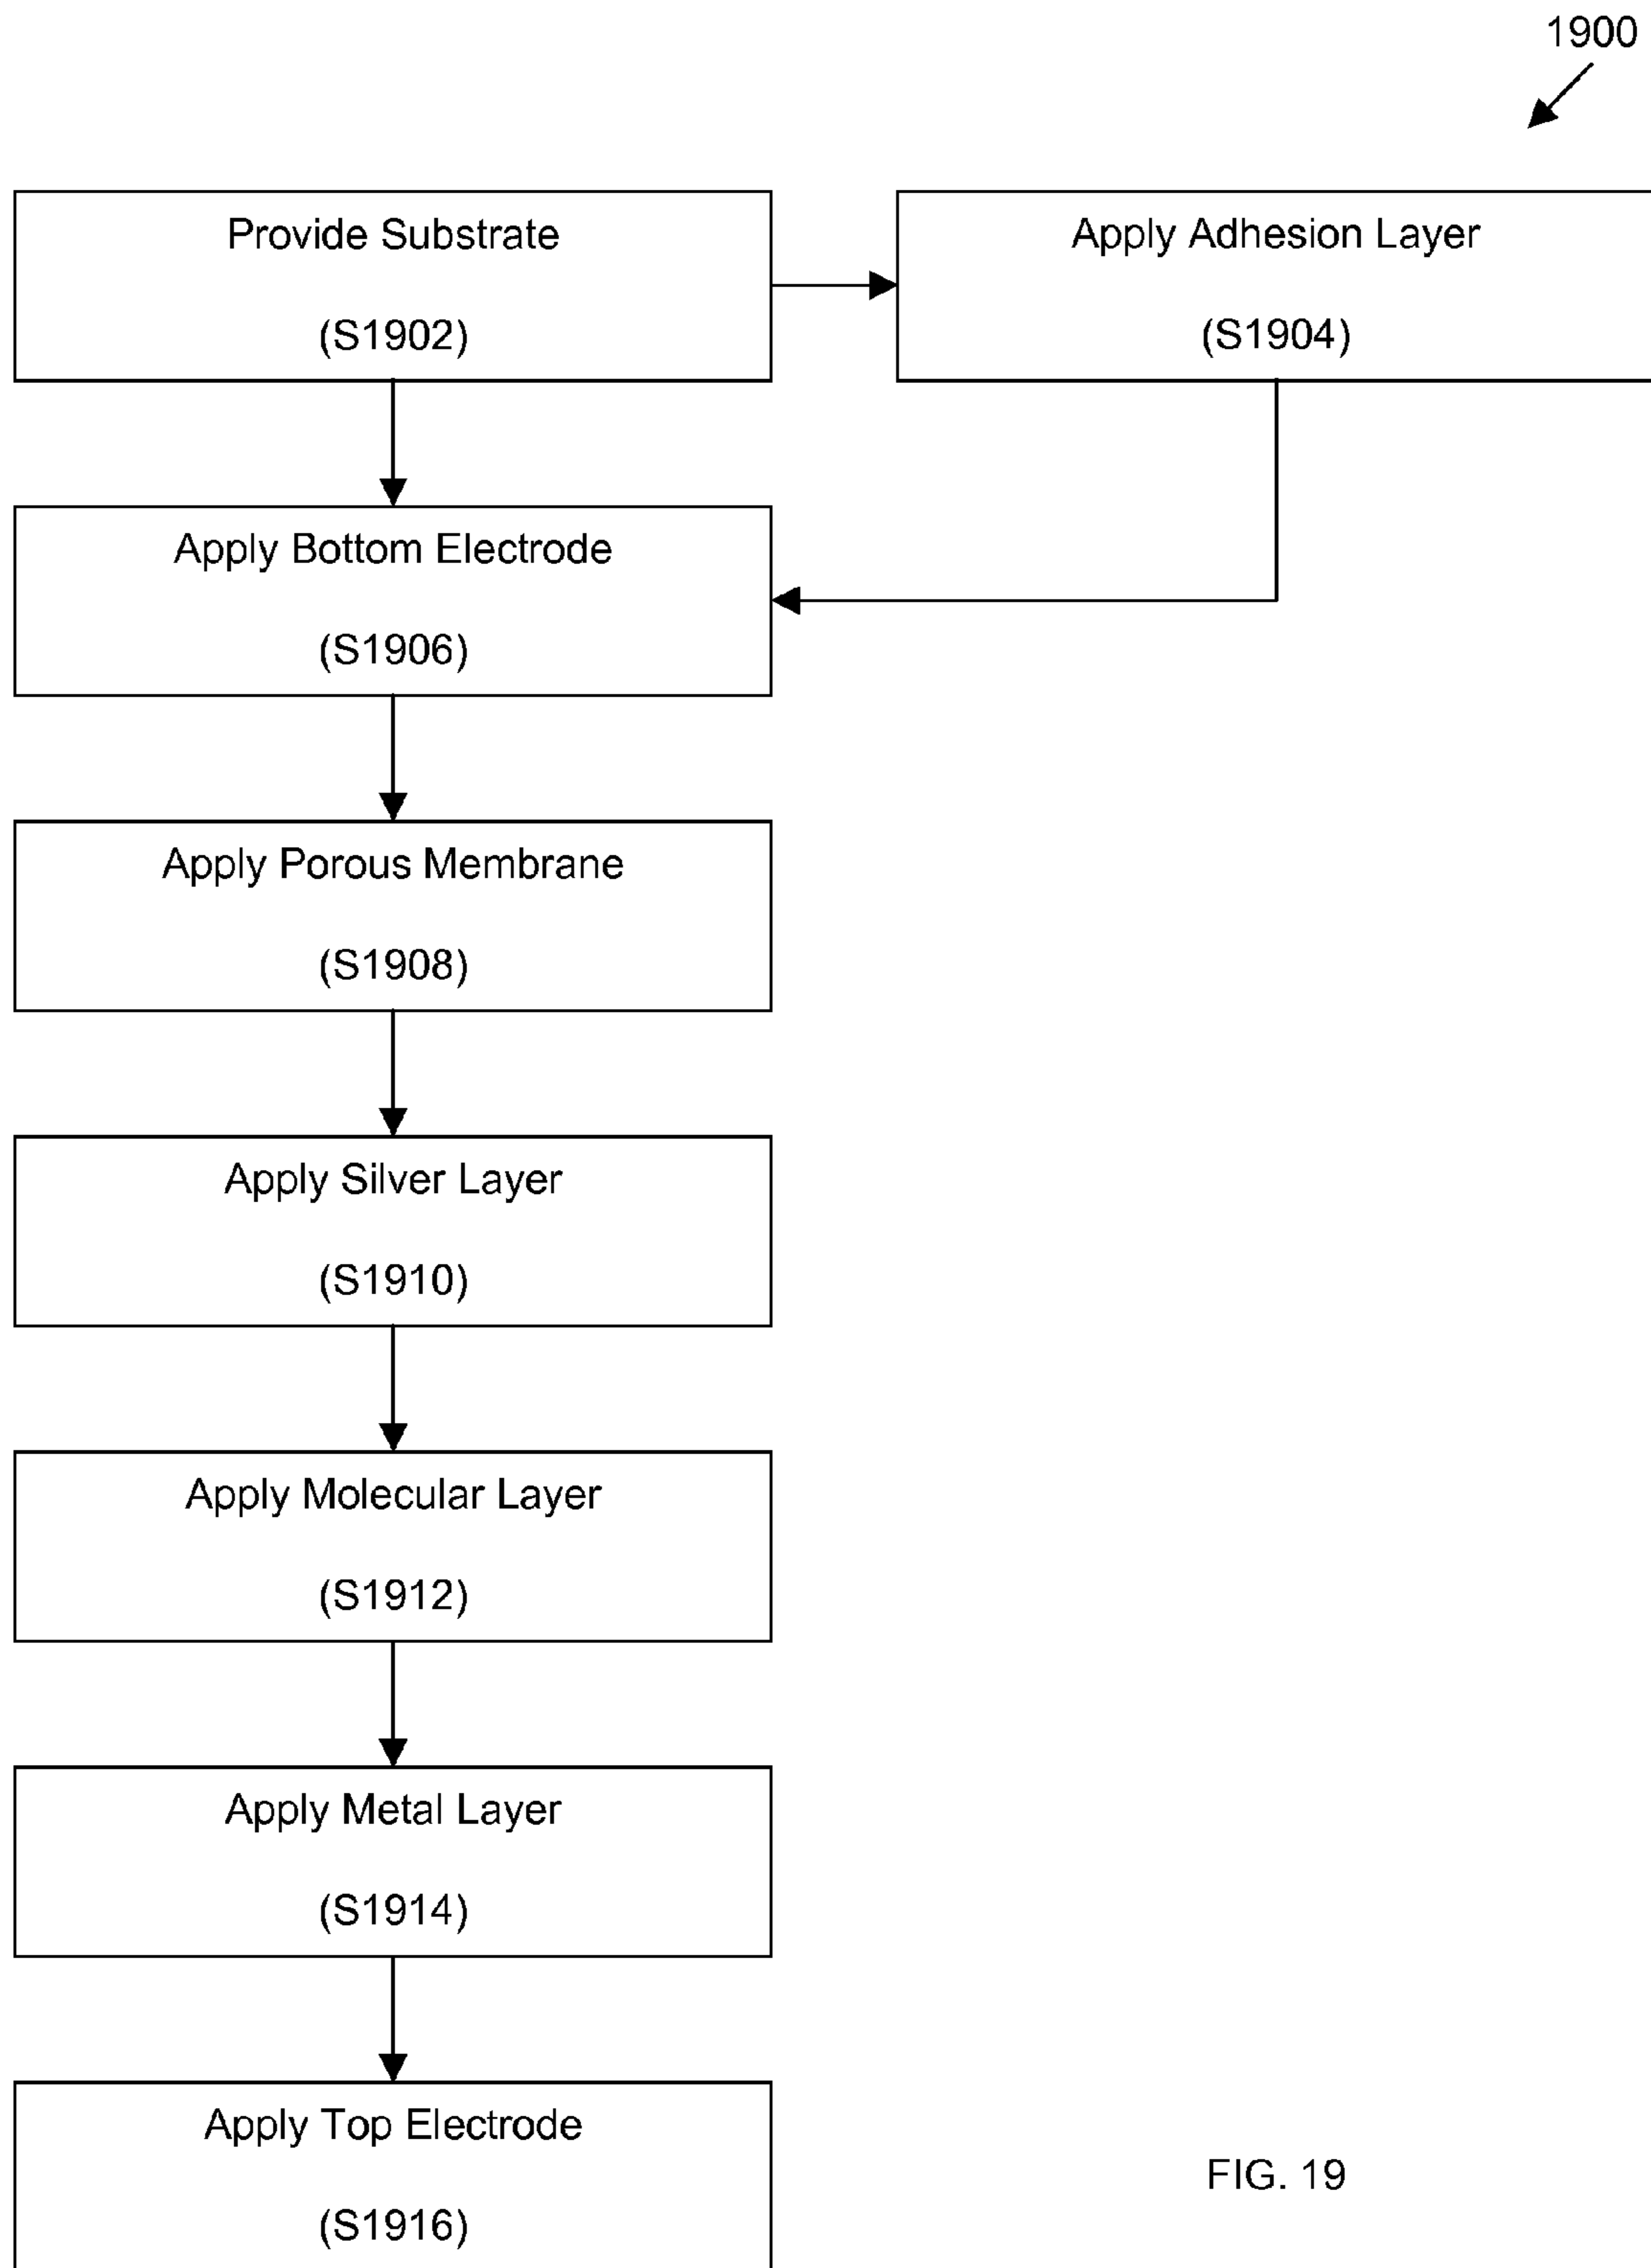 1900
Provide Substrate
(S1902)
Apply Adhesion Layer
(S1904)
Apply Bottom Electrode
(S1906)
Apply Porous Membrane
(S1908)
Apply Silver Layer
(S1910)
Apply Molecular Layer
(S1912)
Apply Metal Layer
(S1914)
Apply Top Electrode
(S1916)
FIG. 19